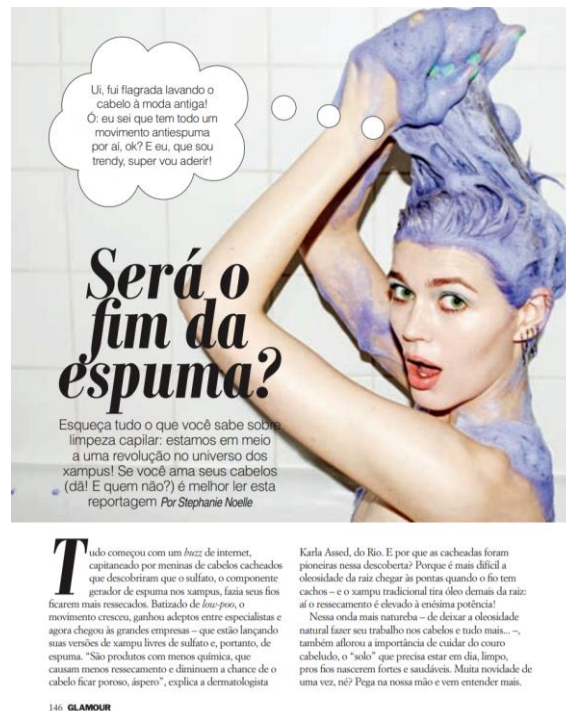 Ui, fui flagrada lavando o
cabelo à moda antiga!
Ó: eu sei que tem todo um
movimento antiespuma
por aí, ok? E eu, que sou
trendy, super vou aderir!
Será o
fim da
espuma?
Esqueça tudo o que você sabe sobre
limpeza capilar: estamos em meio
a uma revolução no universo dos
xampus! Se você ama seus cabelos
(dã! E quem não?) é melhor ler esta
reportagem Por Stephanie Noelle
Tudo começou com um buzz de internet,
capitaneado por meninas de cabelos cacheados
que descobriram que o sulfato, o componente
gerador de espuma nos xampus, fazia seus fios
ficarem mais ressecados. Batizado de low-poo, o
movimento cresceu, ganhou adeptos entre especialistas e
agora chegou às grandes empresas – que estão lançando
suas versões de xampu livres de sulfato e, portanto, de
espuma. “São produtos com menos química, que
causam menos ressecamento e diminuem a chance de o
cabelo ficar poroso, áspero”, explica a dermatologista
Karla Assed, do Rio. E por que as cacheadas foram
pioneiras nessa descoberta? Porque é mais difícil a
oleosidade da raiz chegar às pontas quando o fio tem
cachos – e o xampu tradicional tira óleo demais da raiz:
aí o ressecamento é elevado à enésima potência!
Nessa onda mais natureba – de deixar a oleosidade
natural fazer seu trabalho nos cabelos e tudo mais... –,
também aflorou a importância de cuidar do couro
cabeludo, o “solo” que precisa estar em dia, limpo,
pros fios nascerem fortes e saudáveis. Muita novidade de
uma vez, né? Pega na nossa mão e vem entender mais.
146 GLAMOUR